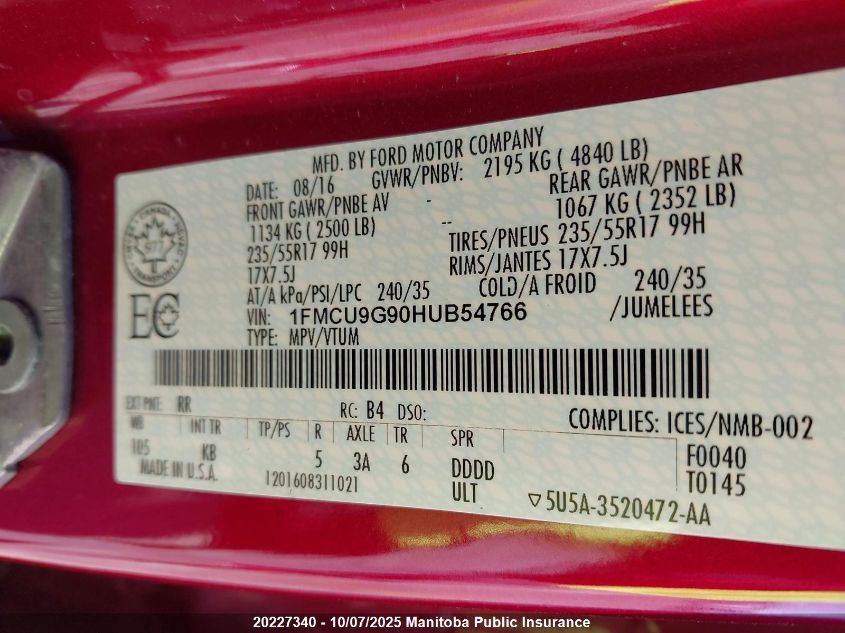 MFD. BY FORD MOTOR COMPANY
DATE: 08/16 GVWR/PNBV: 2195 KG ( 4840 LB)
FRONT GAWR/PNBE AV - REAR GAWR/PNBE AR
1134 KG ( 2500 LB) -- 1067 KG ( 2352 LB)
235/55R17 99H TIRES/PNEUS 235/55R17 99H
17X7.5J RIMS/JANTES 17X7.5J
AT/A kPa/PSI/LPC 240/35 COLD/A FROID 240/35
VIN: 1FMCU9G90HUB54766 /JUMELEES
TYPE: MPV/VTUM
CANADA
TRANSPORT
977
EC
EXT PNT: RR RC: B4 DSO: COMPLIES: ICES/NMB-002
WB INT TR TP/PS R AXLE TR SPR F0040
105 KB 5 3A 6 DDDD T0145
MADE IN U.S.A. 1201608311021 ULT ▽5U5A-3520472-AA
20227340 - 10/07/2025 Manitoba Public Insurance